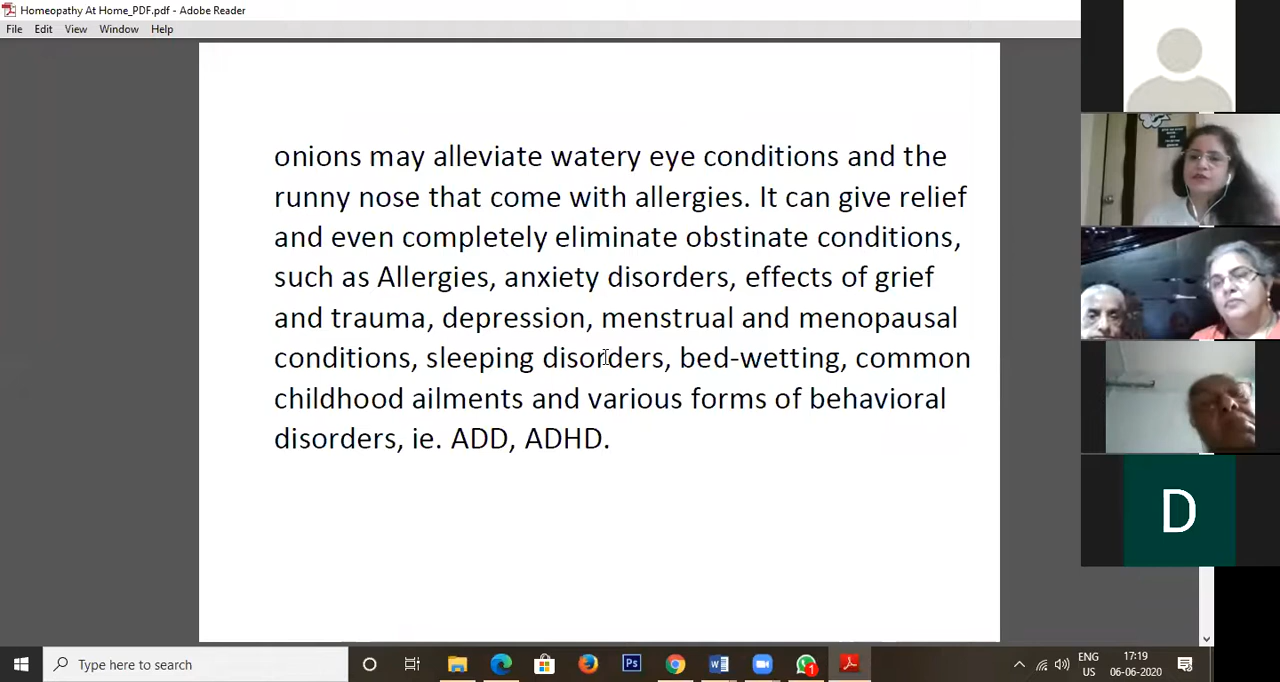 Homeopathy At Home_PDF.pdf - Adobe Reader
File Edit View Window Help
onions may alleviate watery eye conditions and the
runny nose that come with allergies. It can give relief
and even completely eliminate obstinate conditions,
such as Allergies, anxiety disorders, effects of grief
and trauma, depression, menstrual and menopausal
conditions, sleeping disorders, bed-wetting, common
childhood ailments and various forms of behavioral
disorders, ie. ADD, ADHD.
D
Type here to search
Ps
1
ENG
US
17:19
06-06-2020